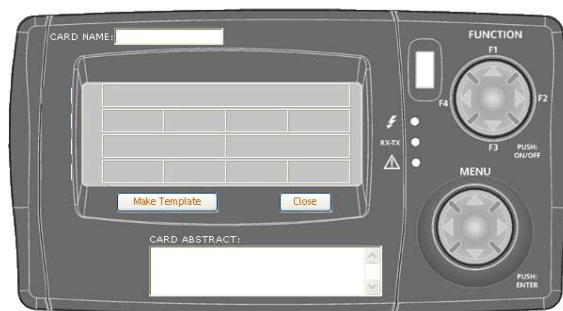 CARD NAME:
FUNCTION
F1
F4
F2
F3
RX-TX
PUSH:
ON/OFF
MENU
Make Template
Close
CARD ABSTRACT:
PUSH:
ENTER